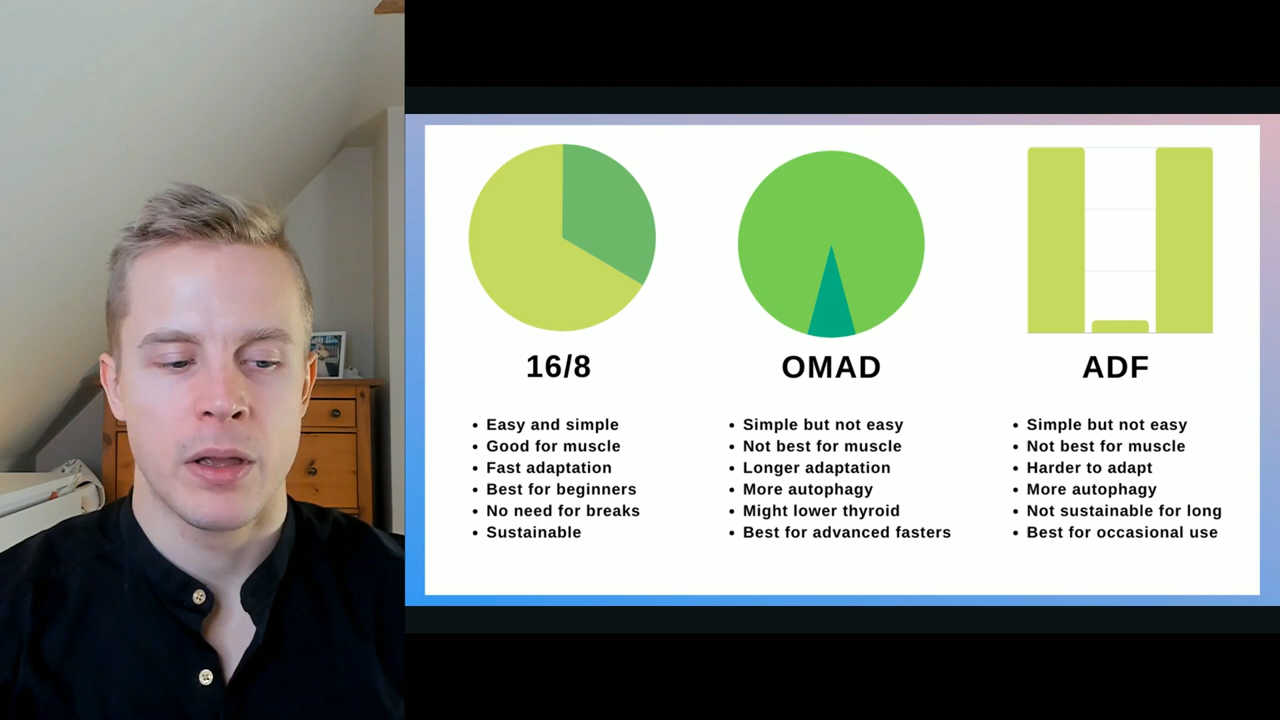 16/8
• Easy and simple
• Good for muscle
• Fast adaptation
• Best for beginners
• No need for breaks
• Sustainable
OMAD
• Simple but not easy
• Not best for muscle
• Longer adaptation
• More autophagy
• Might lower thyroid
• Best for advanced fasters
ADF
• Simple but not easy
• Not best for muscle
• Harder to adapt
• More autophagy
• Not sustainable for long
• Best for occasional use